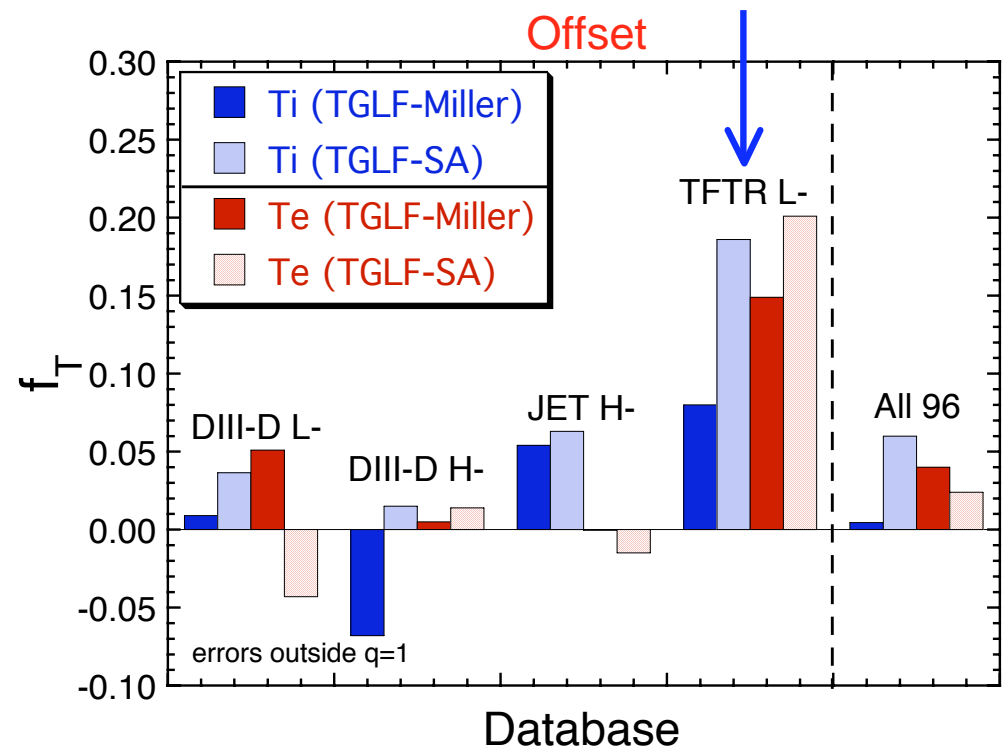 Offset
0.30
0.25
0.20
0.15
0.10
0.05
0.00
-0.05
-0.10
f_T
Ti (TGLF-Miller)
Ti (TGLF-SA)
Te (TGLF-Miller)
Te (TGLF-SA)
TFTR L-
DIII-D L-
DIII-D H-
JET H-
All 96
errors outside q=1
Database